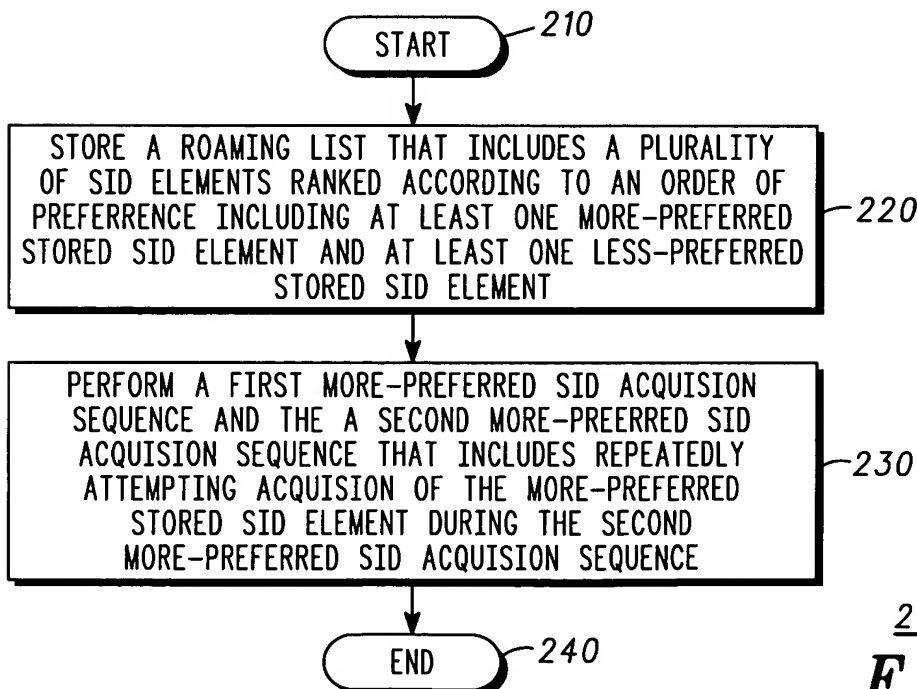 START
210
STORE A ROAMING LIST THAT INCLUDES A PLURALITY
OF SID ELEMENTS RANKED ACCORDING TO AN ORDER OF
PREFERRENCE INCLUDING AT LEAST ONE MORE-PREFERRED
STORED SID ELEMENT AND AT LEAST ONE LESS-PREFERRED
STORED SID ELEMENT
220
PERFORM A FIRST MORE-PREFERRED SID ACQUISION
SEQUENCE AND THE A SECOND MORE-PREERRED SID
ACQUISION SEQUENCE THAT INCLUDES REPEATEDLY
ATTEMPTING ACQUISION OF THE MORE-PREFERRED
STORED SID ELEMENT DURING THE SECOND
MORE-PREFERRED SID ACQUISION SEQUENCE
230
END
240
2
F